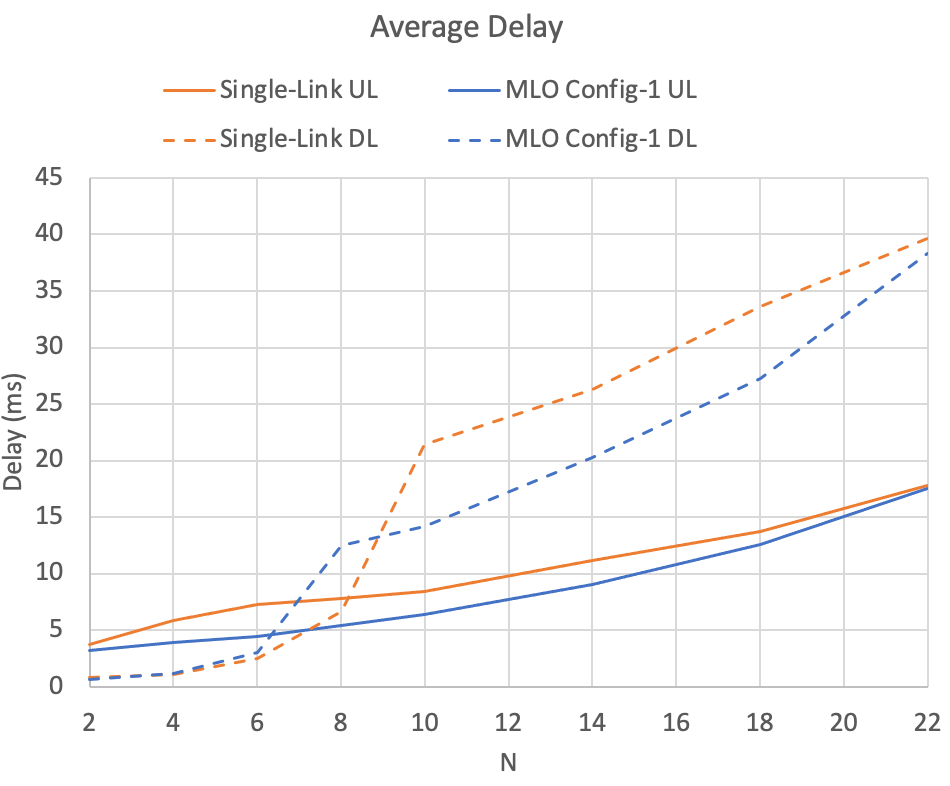 Average Delay
Single-Link UL
MLO Config-1 UL
Single-Link DL
MLO Config-1 DL
45
40
35
30
25
20
15
10
5
0
Delay (ms)
2 4 6 8 10 12 14 16 18 20 22
N